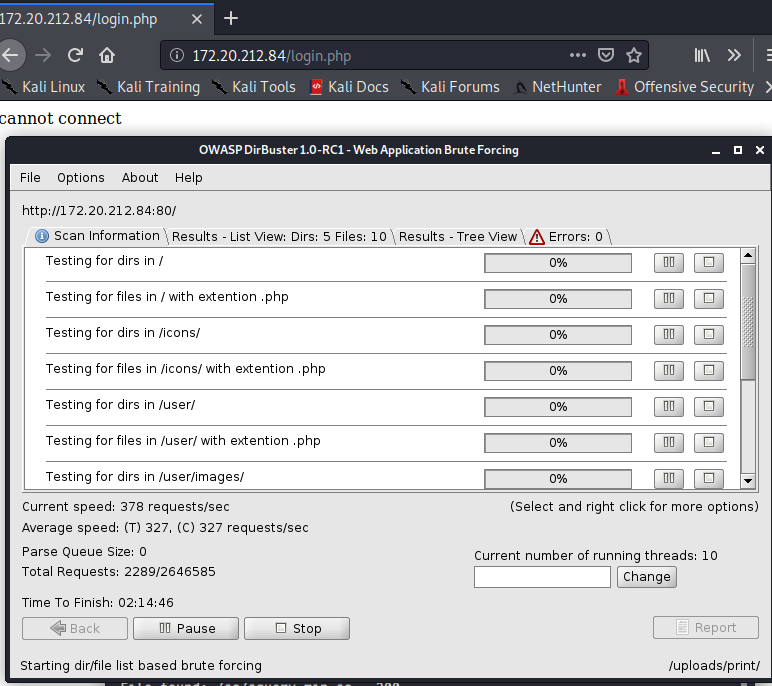 172.20.212.84/login.php
172.20.212.84/login.php
Kali Linux Kali Training Kali Tools Kali Docs Kali Forums NetHunter Offensive Security
cannot connect
OWASP DirBuster 1.0-RC1 - Web Application Brute Forcing
File Options About Help
http://172.20.212.84:80/
Scan Information Results - List View: Dirs: 5 Files: 10 Results - Tree View Errors: 0
Testing for dirs in / 0%
Testing for files in / with extention .php 0%
Testing for dirs in /icons/ 0%
Testing for files in /icons/ with extention .php 0%
Testing for dirs in /user/ 0%
Testing for files in /user/ with extention .php 0%
Testing for dirs in /user/images/ 0%
Current speed: 378 requests/sec (Select and right click for more options)
Average speed: (T) 327, (C) 327 requests/sec
Parse Queue Size: 0
Current number of running threads: 10
Total Requests: 2289/2646585
Change
Time To Finish: 02:14:46
Back Pause Stop Report
Starting dir/file list based brute forcing /uploads/print/